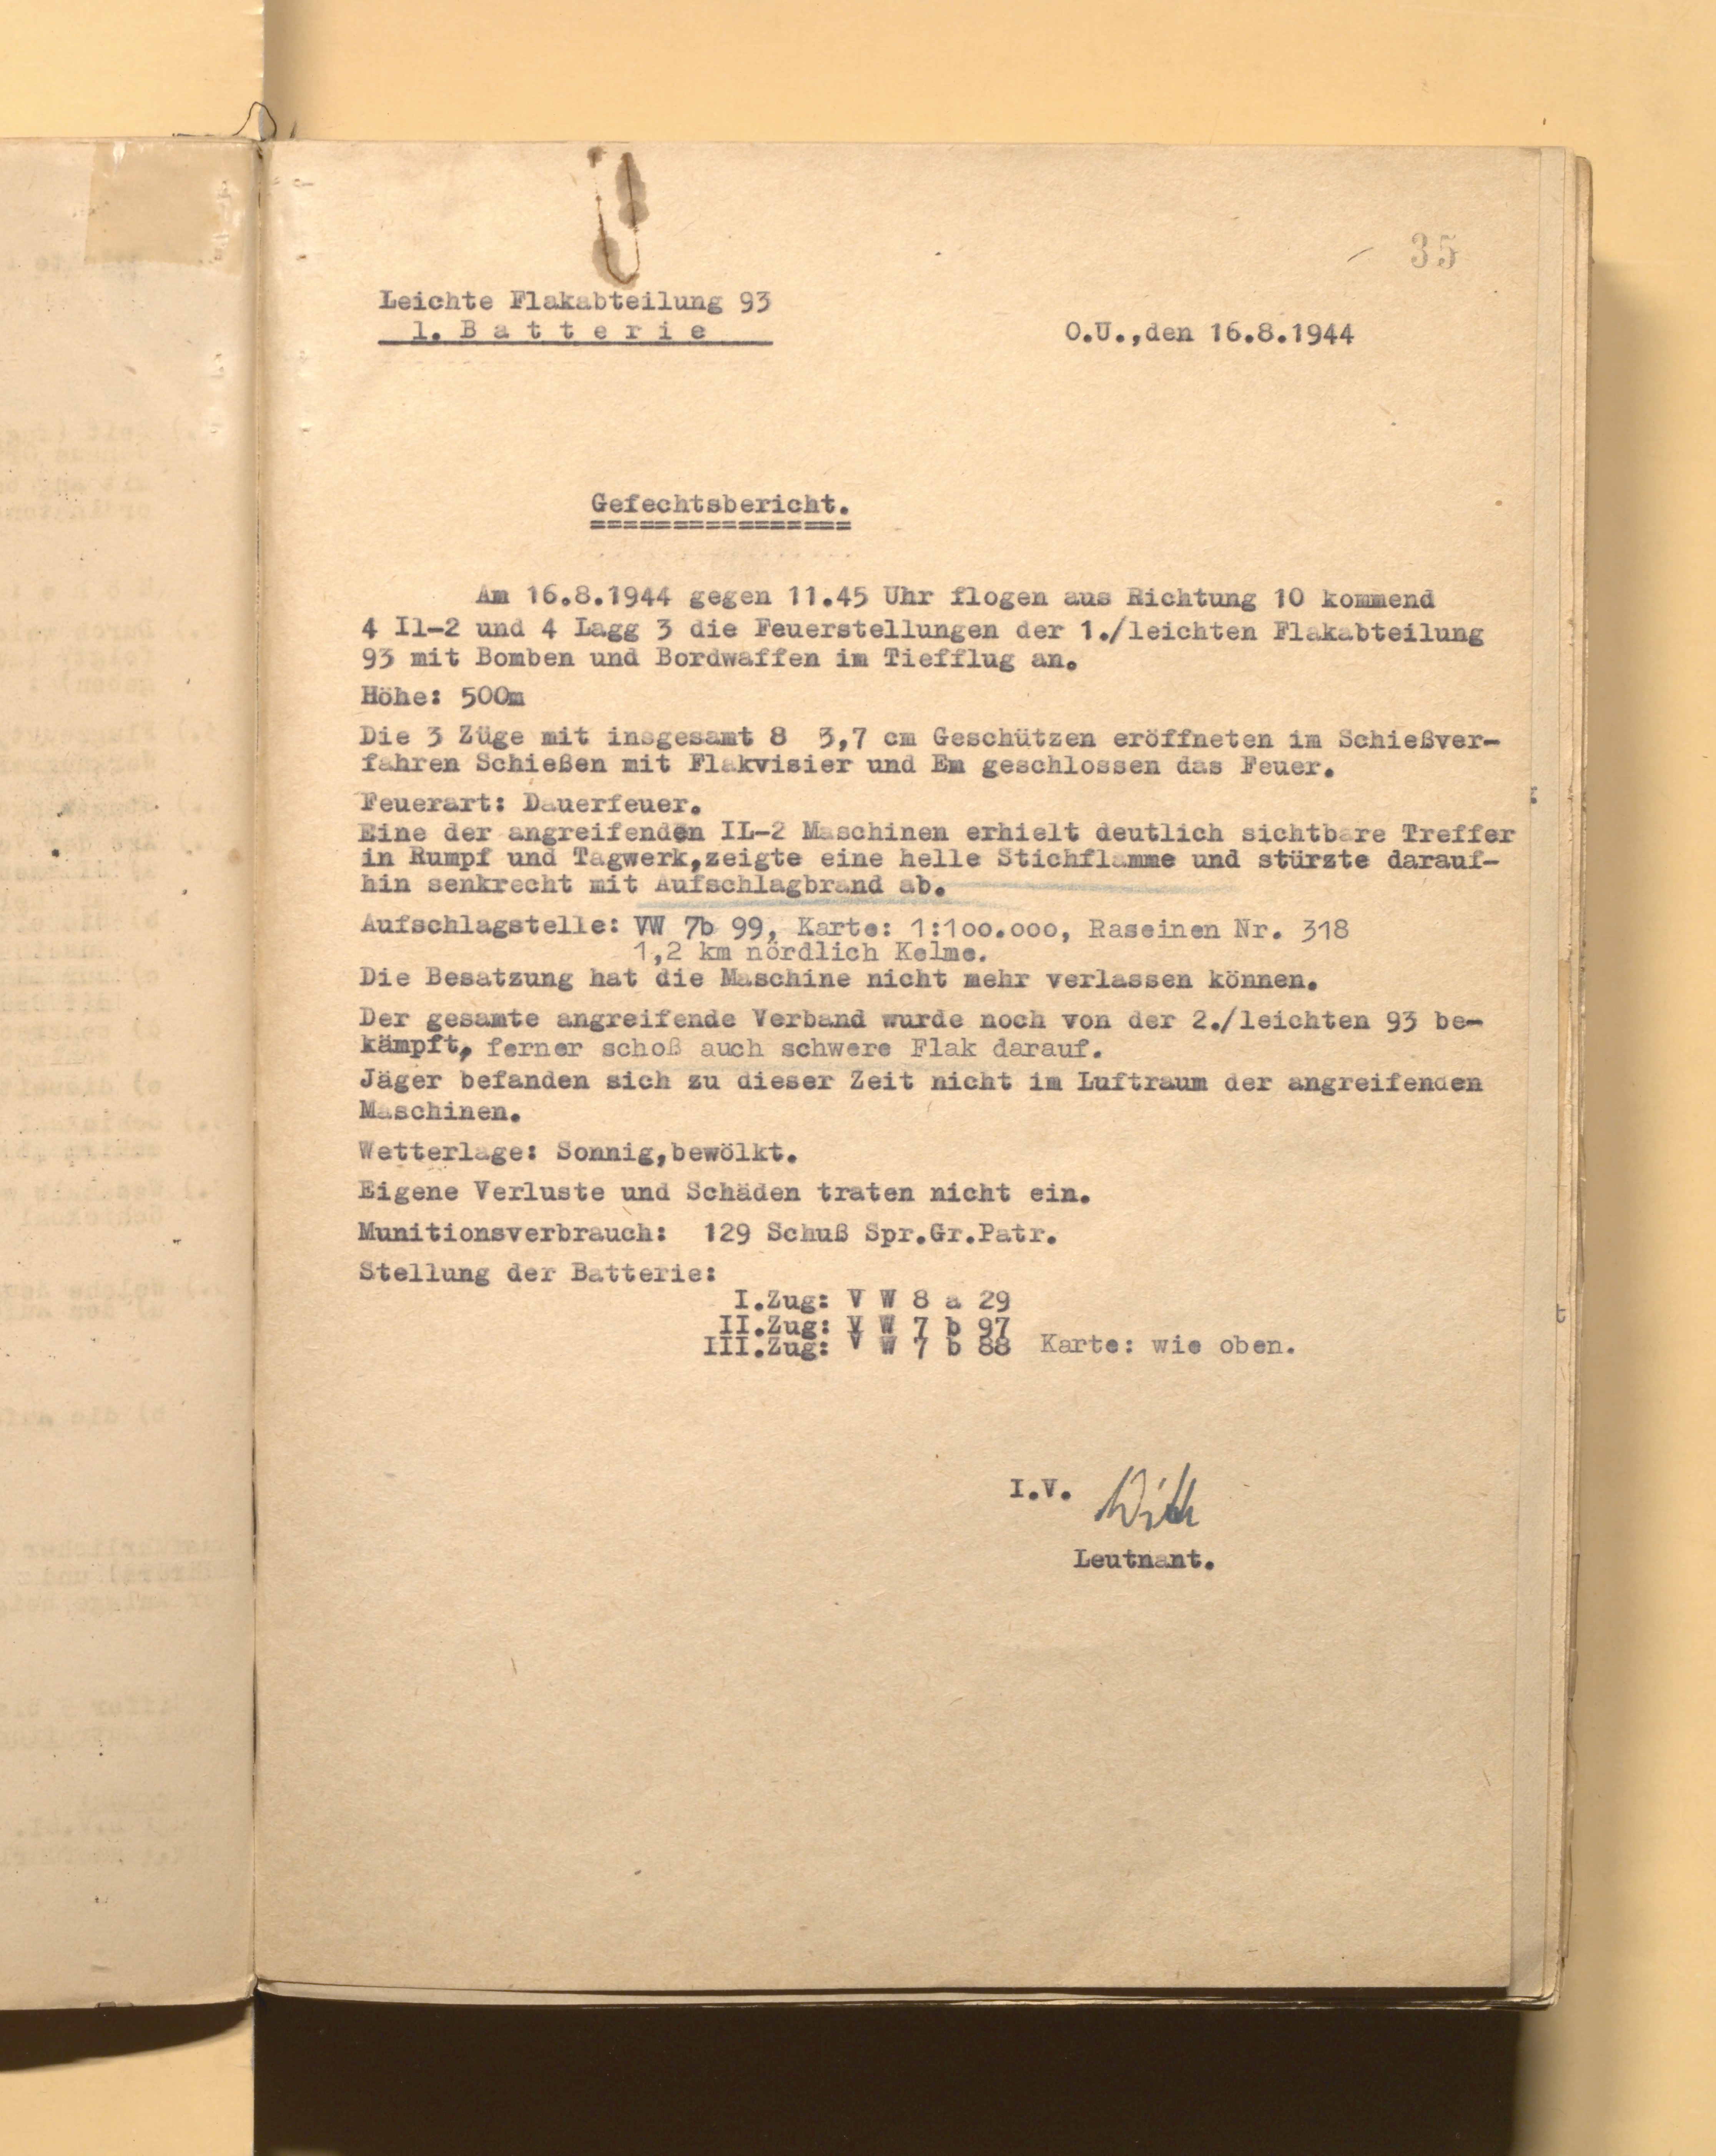 35
Leichte Flakabteilung 93
1. B a t t e r i e
O.U.,den 16.8.1944
Gefechtsbericht.
================
Am 16.8.1944 gegen 11.45 Uhr flogen aus Richtung 10 kommend
4 Il-2 und 4 Lagg 3 die Feuerstellungen der 1./leichten Flakabteilung
93 mit Bomben und Bordwaffen im Tiefflug an.
Höhe: 500m
Die 3 Züge mit insgesamt 8 3,7 cm Geschützen eröffneten im Schießver-
fahren Schießen mit Flakvisier und Em geschlossen das Feuer.
Feuerart: Dauerfeuer.
Eine der angreifenden IL-2 Maschinen erhielt deutlich sichtbare Treffer
in Rumpf und Tagwerk,zeigte eine helle Stichflamme und stürzte darauf-
hin senkrecht mit Aufschlagbrand ab.
Aufschlagstelle: VW 7b 99, Karte: 1:1oo.ooo, Raseinen Nr. 318
1,2 km nördlich Kelme.
Die Besatzung hat die Maschine nicht mehr verlassen können.
Der gesamte angreifende Verband wurde noch von der 2./leichten 93 be-
kämpft, ferner schoß auch schwere Flak darauf.
Jäger befanden sich zu dieser Zeit nicht im Luftraum der angreifenden
Maschinen.
Wetterlage: Sonnig,bewölkt.
Eigene Verluste und Schäden traten nicht ein.
Munitionsverbrauch: 129 Schuß Spr.Gr.Patr.
Stellung der Batterie:
I.Zug: V W 8 a 29
II.Zug: V W 7 b 97
III.Zug: V W 7 b 88 Karte: wie oben.
I.V.
Leutnant.